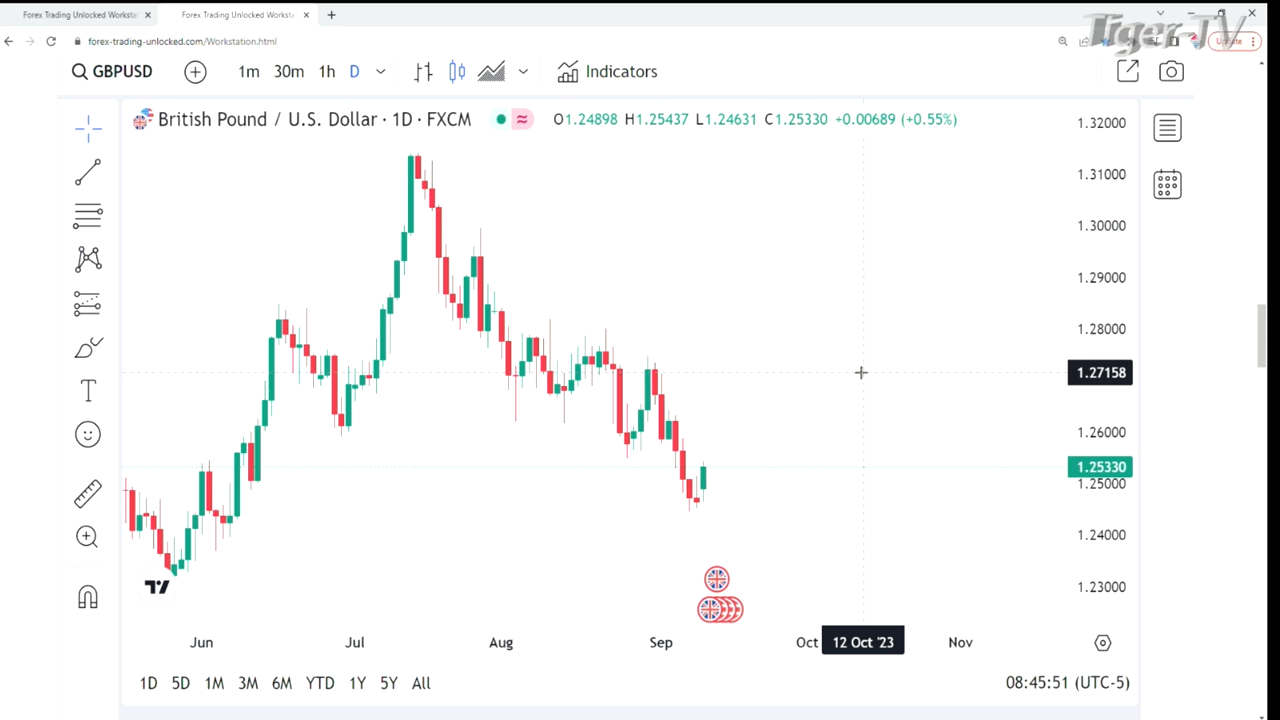 Forex Trading Unlocked Worksta
Forex Trading Unlocked Worksta
Tiger-TV
forex-trading-unlocked.com/Workstation.html
GBPUSD
1m 30m 1h D
Indicators
British Pound / U.S. Dollar · 1D · FXCM
O1.24898 H1.25437 L1.24631 C1.25330 +0.00689 (+0.55%)
1.32000
1.31000
1.30000
1.29000
1.28000
1.27158
1.26000
1.25330
1.25000
1.24000
1.23000
Jun Jul Aug Sep Oct 12 Oct '23 Nov
1D 5D 1M 3M 6M YTD 1Y 5Y All
08:45:51 (UTC-5)